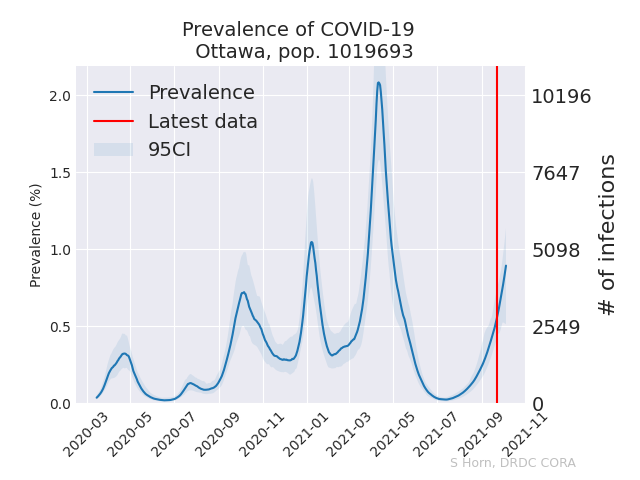 Prevalence of COVID-19
Ottawa, pop. 1019693
Prevalence
Latest data
95CI
Prevalence (%)
2.0
1.5
1.0
0.5
0.0
10196
7647
5098
2549
0
# of infections
2020-03
2020-05
2020-07
2020-09
2020-11
2021-01
2021-03
2021-05
2021-07
2021-09
2021-11
S Horn, DRDC CORA